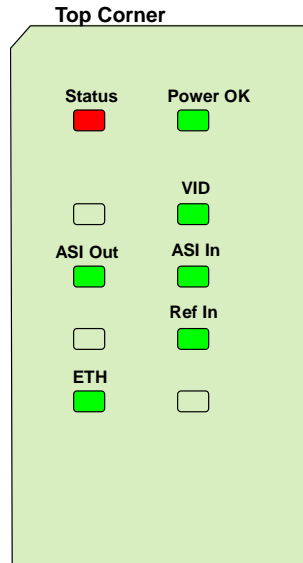 Top Corner
Status Power OK
VID
ASI Out ASI In
Ref In
ETH